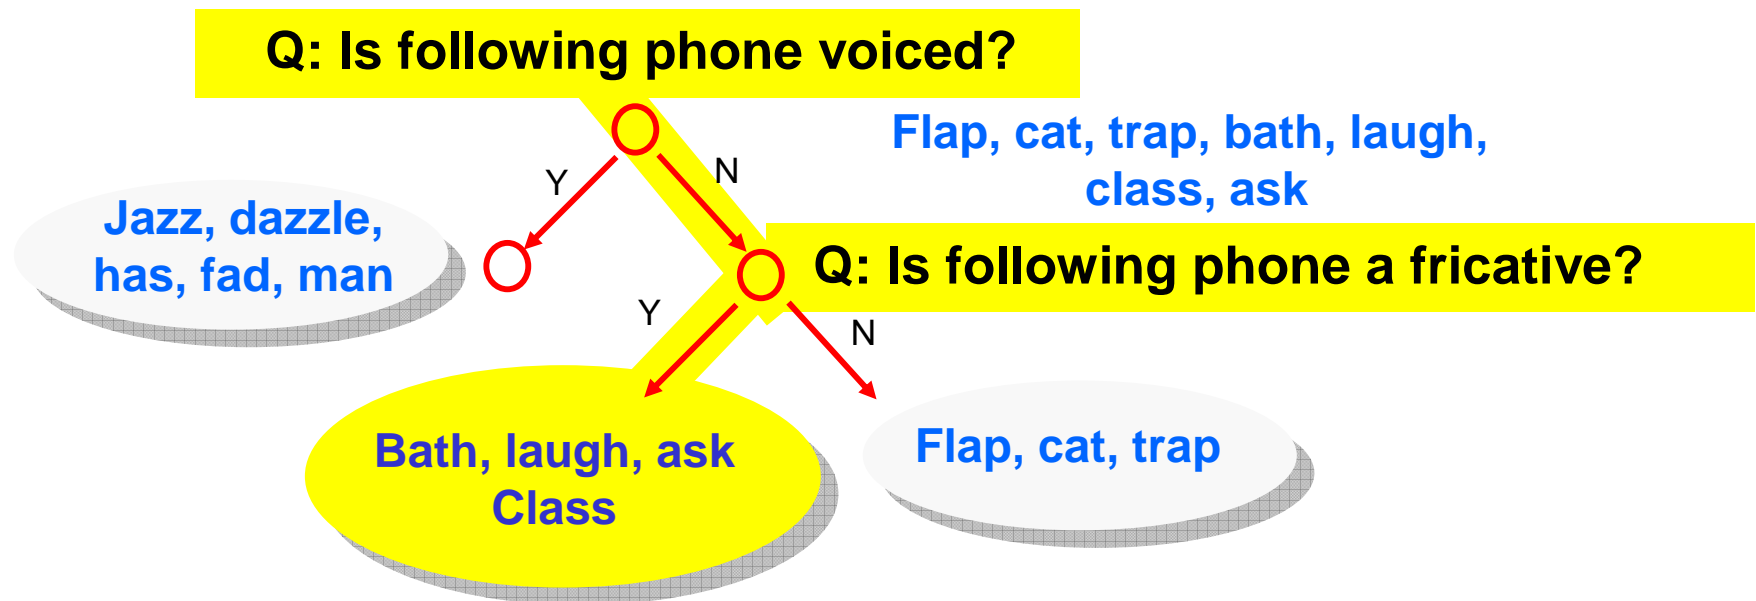 Q: Is following phone voiced?
Flap, cat, trap, bath, laugh,
class, ask
Y
N
Jazz, dazzle,
has, fad, man
Q: Is following phone a fricative?
Y
N
Bath, laugh, ask
Class
Flap, cat, trap